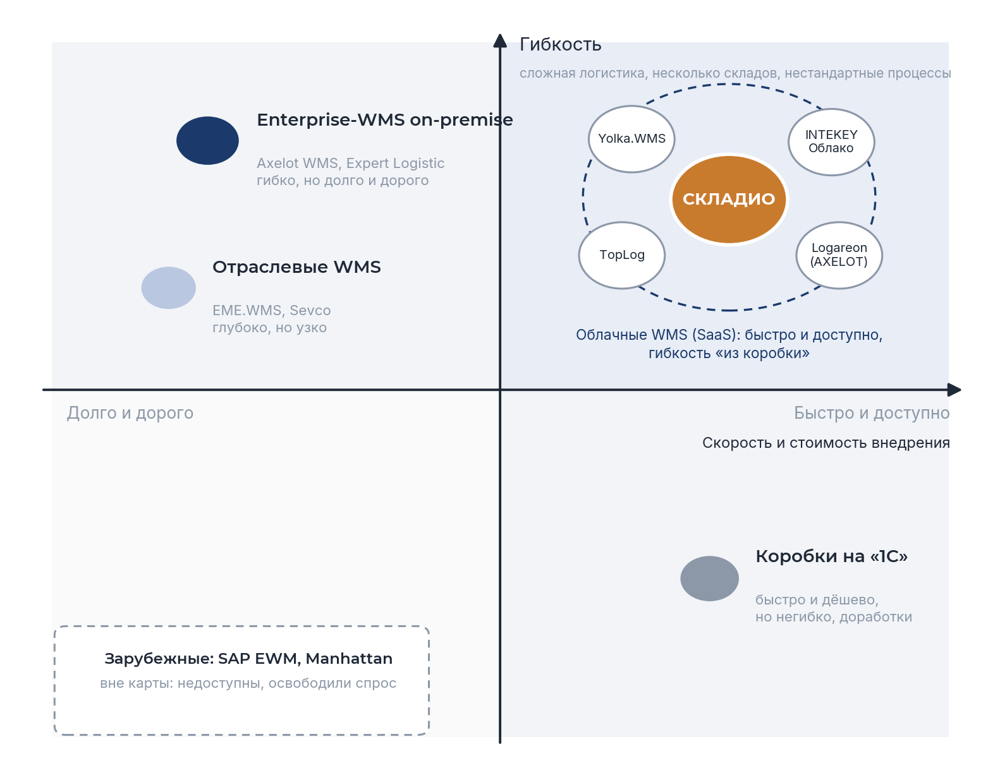 Гибкость
сложная логистика, несколько складов, нестандартные процессы
Enterprise-WMS on-premise
Axelot WMS, Expert Logistic
гибко, но долго и дорого
Yolka.WMS
INTEKEY
Облако
СКЛАДИО
TopLog
Logareon
(AXELOT)
Отраслевые WMS
EME.WMS, Sevco
глубоко, но узко
Облачные WMS (SaaS): быстро и доступно,
гибкость «из коробки»
Долго и дорого
Быстро и доступно
Скорость и стоимость внедрения
Коробки на «1С»
быстро и дёшево,
но негибко, доработки
Зарубежные: SAP EWM, Manhattan
вне карты: недоступны, освободили спрос